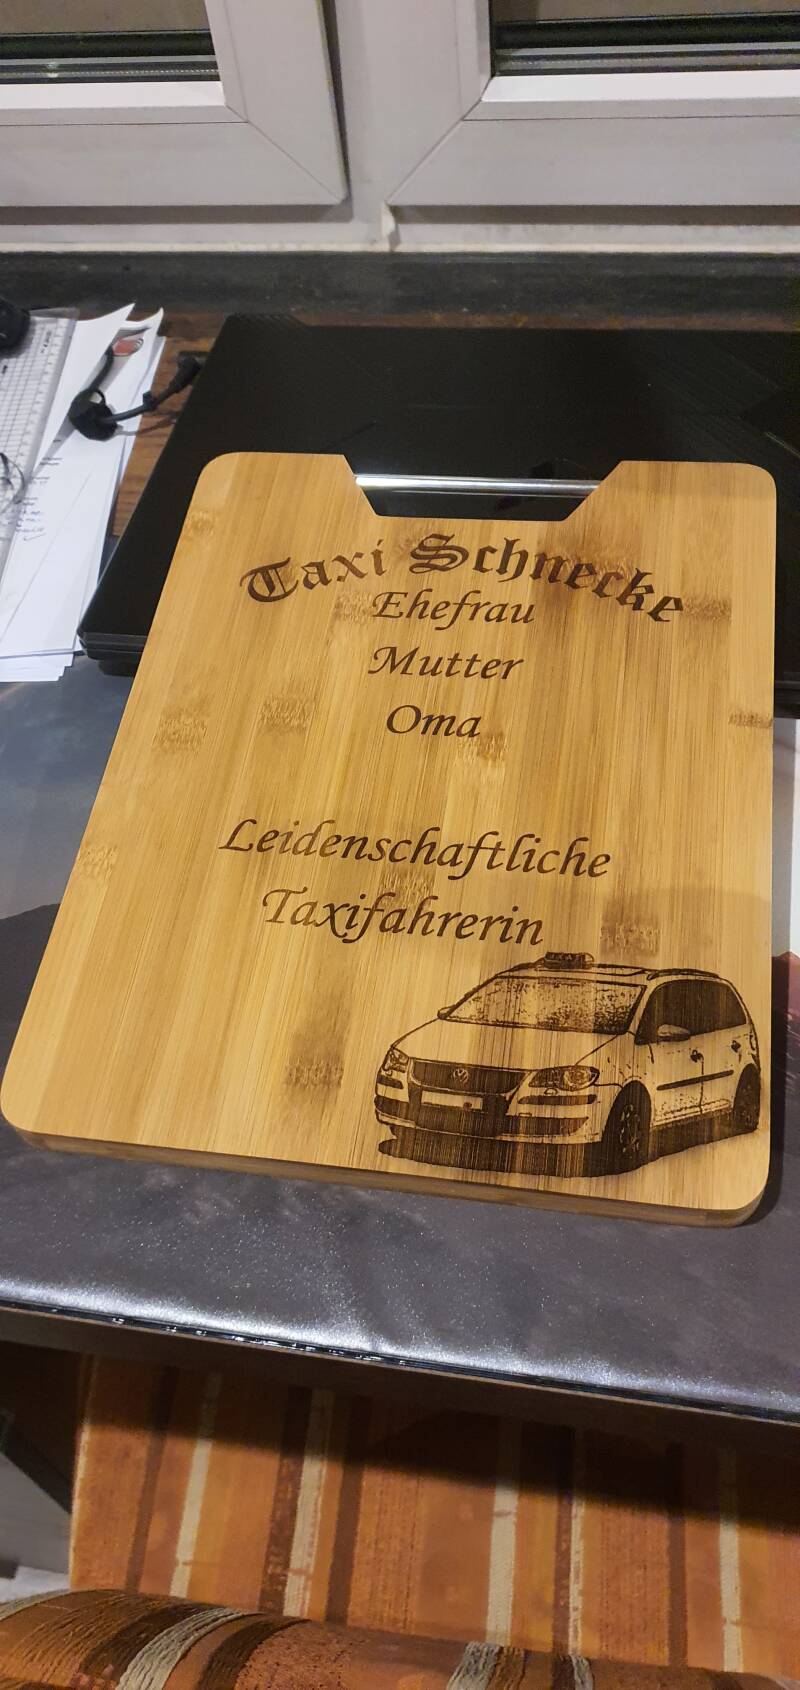 Taxi Schnecke
Ehefrau
Mutter
Oma
Leidenschaftliche
Taxifahrerin